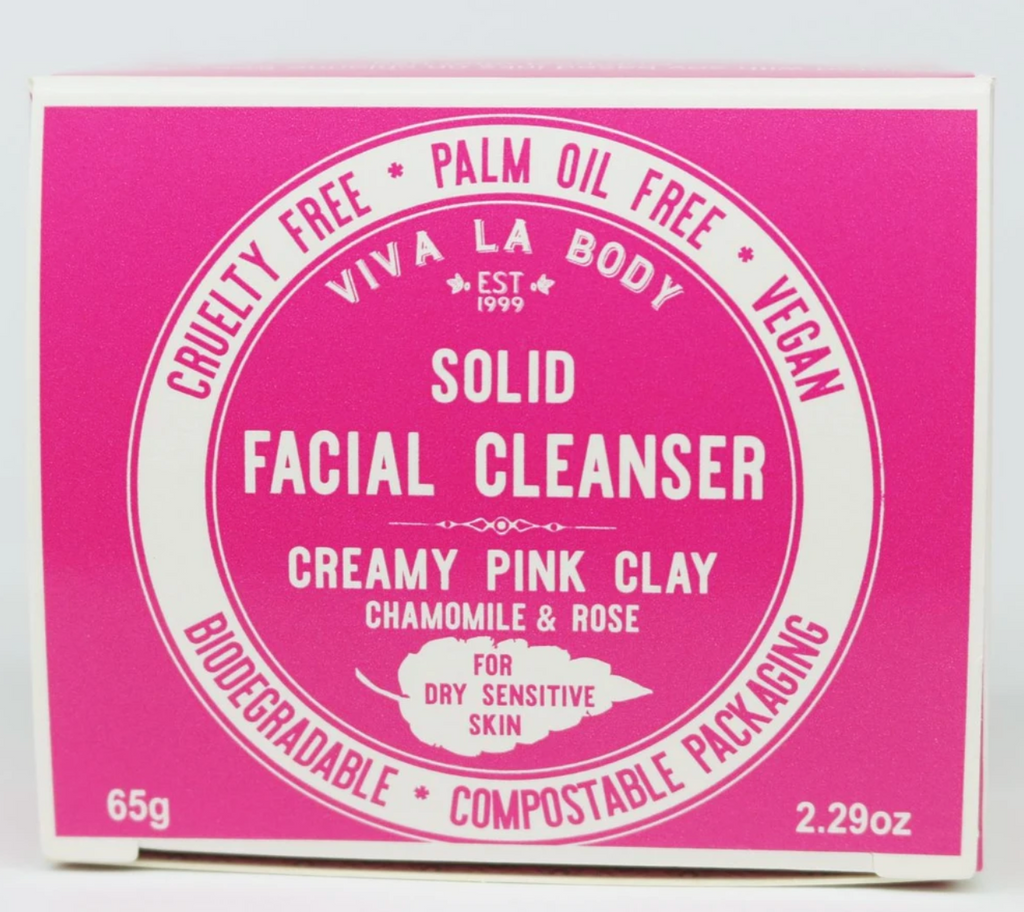 CRUELTY FREE * PALM OIL FREE * VEGAN
VIVA LA BODY
EST
1999
SOLID
FACIAL CLEANSER
CREAMY PINK CLAY
CHAMOMILE & ROSE
FOR
DRY SENSITIVE
SKIN
BIODEGRADABLE * COMPOSTABLE PACKAGING
65g
2.29oz